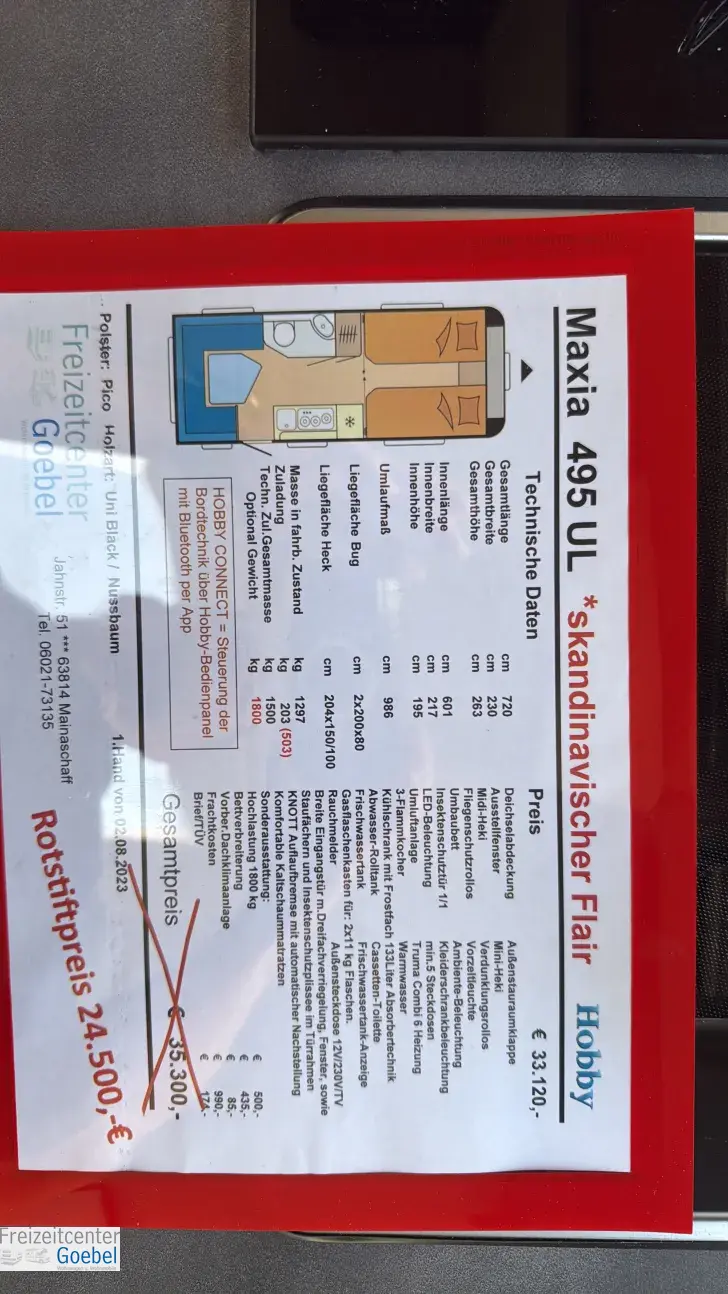 Maxia 495 UL *skandinavischer Flair Hobby
Technische Daten
Gesamtlänge cm 720
Gesamtbreite cm 230
Gesamthöhe cm 263
Innenlänge cm 601
Innenbreite cm 217
Innenhöhe cm 195
Umlaufmaß cm 986
Liegefläche Bug cm 2x200x80
Liegefläche Heck cm 204x150/100
Masse in fahrb. Zustand kg 1297
Zuladung kg 203 (503)
Techn. Zul.Gesamtmasse kg 1500
Optional Gewicht kg 1800
HOBBY CONNECT = Steuerung der
Bordtechnik über Hobby-Bedienpanel
mit Bluetooth per App
Preis € 33.120,-
Deichselabdeckung Außenstauraumklappe
Ausstellfenster Mini-Heki
Midi-Heki Verdunklungsrollos
Fliegenschutzrollos Vorzeltleuchte
Umbaubett Ambiente-Beleuchtung
Insektenschutztür 1/1 Kleiderschrankbeleuchtung
LED-Beleuchtung min.5 Steckdosen
Umluftanlage Truma Combi 6 Heizung
3-Flammkocher Warmwasser
Kühlschrank mit Frostfach 133Liter Absorbertechnik
Abwasser-Rolltank Cassetten-Toilette
Frischwassertank Frischwassertank-Anzeige
Gasflaschenkasten für: 2x11 kg Flaschen.
Rauchmelder Außensteckdose 12V/230V/TV
Breite Eingangstür m.Dreifachverriegelung, Fenster, sowie
Staufächern und Insektenschutzplissee im Türrahmen
KNOTT Auflaufbremse mit automatischer Nachstellung
Komfortable Kaltschaummatratzen
Sonderausstattung:
Hochlastung 1800 kg € 500,-
Bettverbreiterung € 435,-
Vorber.Dachklimaanlage € 85,-
Frachtkosten € 990,-
Brief/TÜV € 174,-
Gesamtpreis € 35.300,-
Polster: Pico Holzart: Uni Black / Nussbaum 1.Hand von 02.08.2023
Freizeitcenter
Goebel
Jahnstr. 51 *** 63814 Mainaschaff
Tel. 06021-73135
Rotstiftpreis 24.500,-€
Freizeitcenter
Goebel